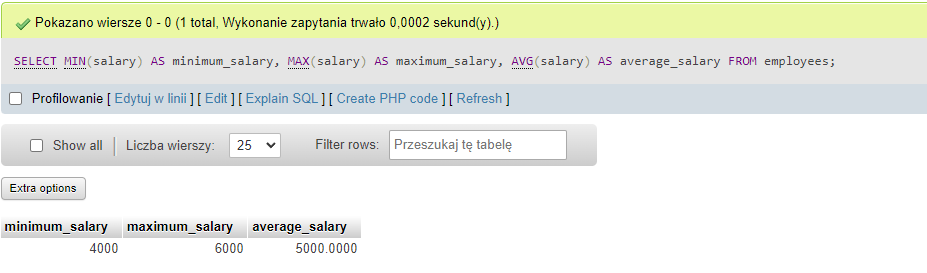 Pokazano wiersze 0 - 0 (1 total, Wykonanie zapytania trwało 0,0002 sekund(y).)
SELECT MIN(salary) AS minimum_salary, MAX(salary) AS maximum_salary, AVG(salary) AS average_salary FROM employees;
Profilowanie [ Edytuj w linii ] [ Edit ] [ Explain SQL ] [ Create PHP code ] [ Refresh ]
Show all Liczba wierszy: 25 Filter rows: Przeszukaj tę tabelę
Extra options
minimum_salary maximum_salary average_salary
4000 6000 5000.0000